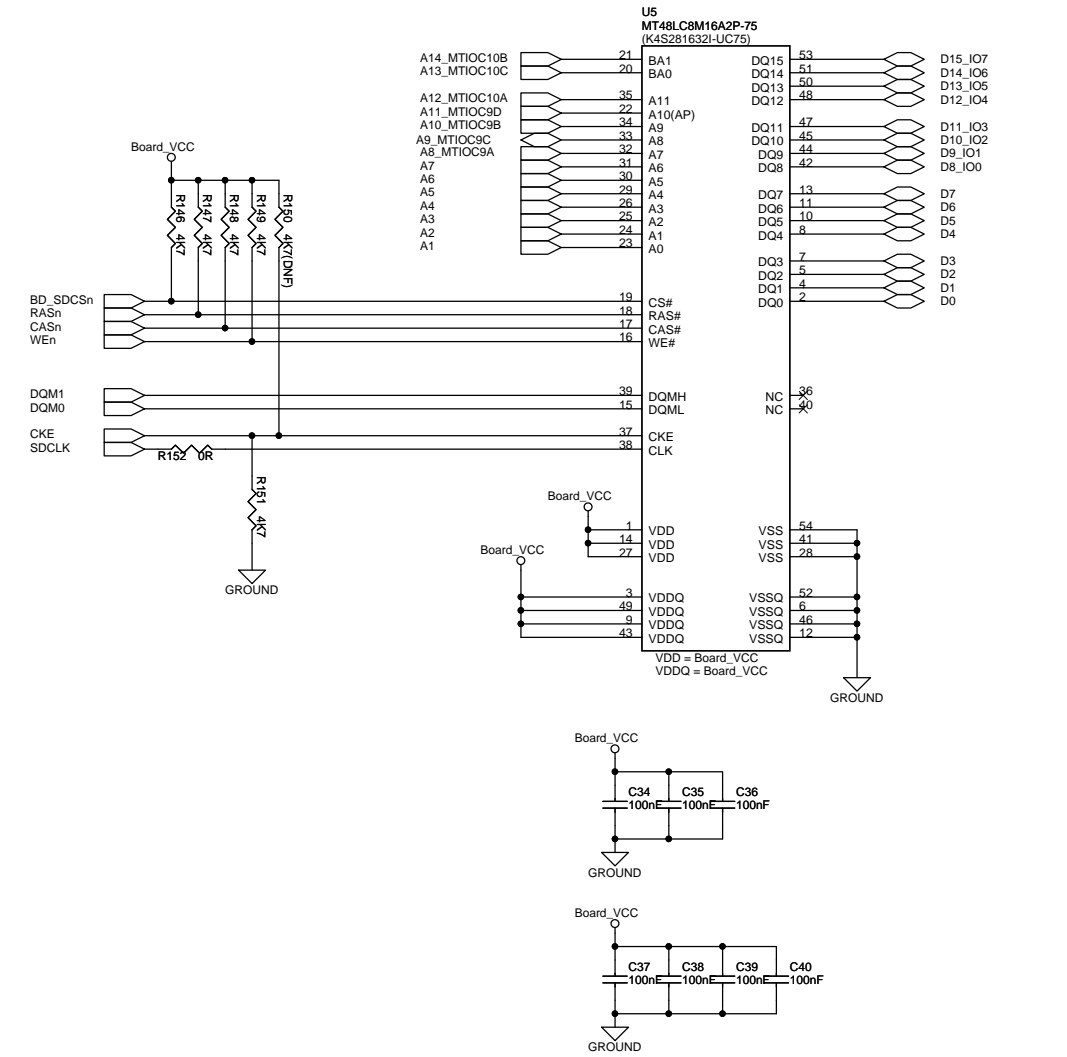 U5
MT48LC8M16A2P-75
(K4S281632I-UC75)
A14_MTIOC10B 21 BA1 DQ15 53 D15_IO7
A13_MTIOC10C 20 BA0 DQ14 51 D14_IO6
DQ13 50 D13_IO5
A12_MTIOC10A 35 A11 DQ12 48 D12_IO4
A11_MTIOC9D 22 A10(AP)
A10_MTIOC9B 34 A9 DQ11 47 D11_IO3
A9_MTIOC9C 33 A8 DQ10 45 D10_IO2
A8_MTIOC9A 32 A7 DQ9 44 D9_IO1
A7 31 A6 DQ8 42 D8_IO0
A6 30 A5
A5 29 A4 DQ7 13 D7
A4 26 A3 DQ6 11 D6
A3 25 A2 DQ5 10 D5
A2 24 A1 DQ4 8 D4
A1 23 A0
DQ3 7 D3
DQ2 5 D2
DQ1 4 D1
DQ0 2 D0
Board_VCC
R146 4K7
R147 4K7
R148 4K7
R149 4K7
R150 4K7(DNF)
BD_SDCSn 19 CS#
RASn 18 RAS#
CASn 17 CAS#
WEn 16 WE#
DQM1 39 DQMH NC 36
DQM0 15 DQML NC 40
CKE 37 CKE
SDCLK R152 0R 38 CLK
R151 4K7
GROUND
Board_VCC
1 VDD VSS 54
14 VDD VSS 41
27 VDD VSS 28
Board_VCC
3 VDDQ VSSQ 52
49 VDDQ VSSQ 6
9 VDDQ VSSQ 46
43 VDDQ VSSQ 12
VDD = Board_VCC
VDDQ = Board_VCC
GROUND
Board_VCC
C34 C35 C36
100nF 100nF 100nF
GROUND
Board_VCC
C37 C38 C39 C40
100nF 100nF 100nF 100nF
GROUND